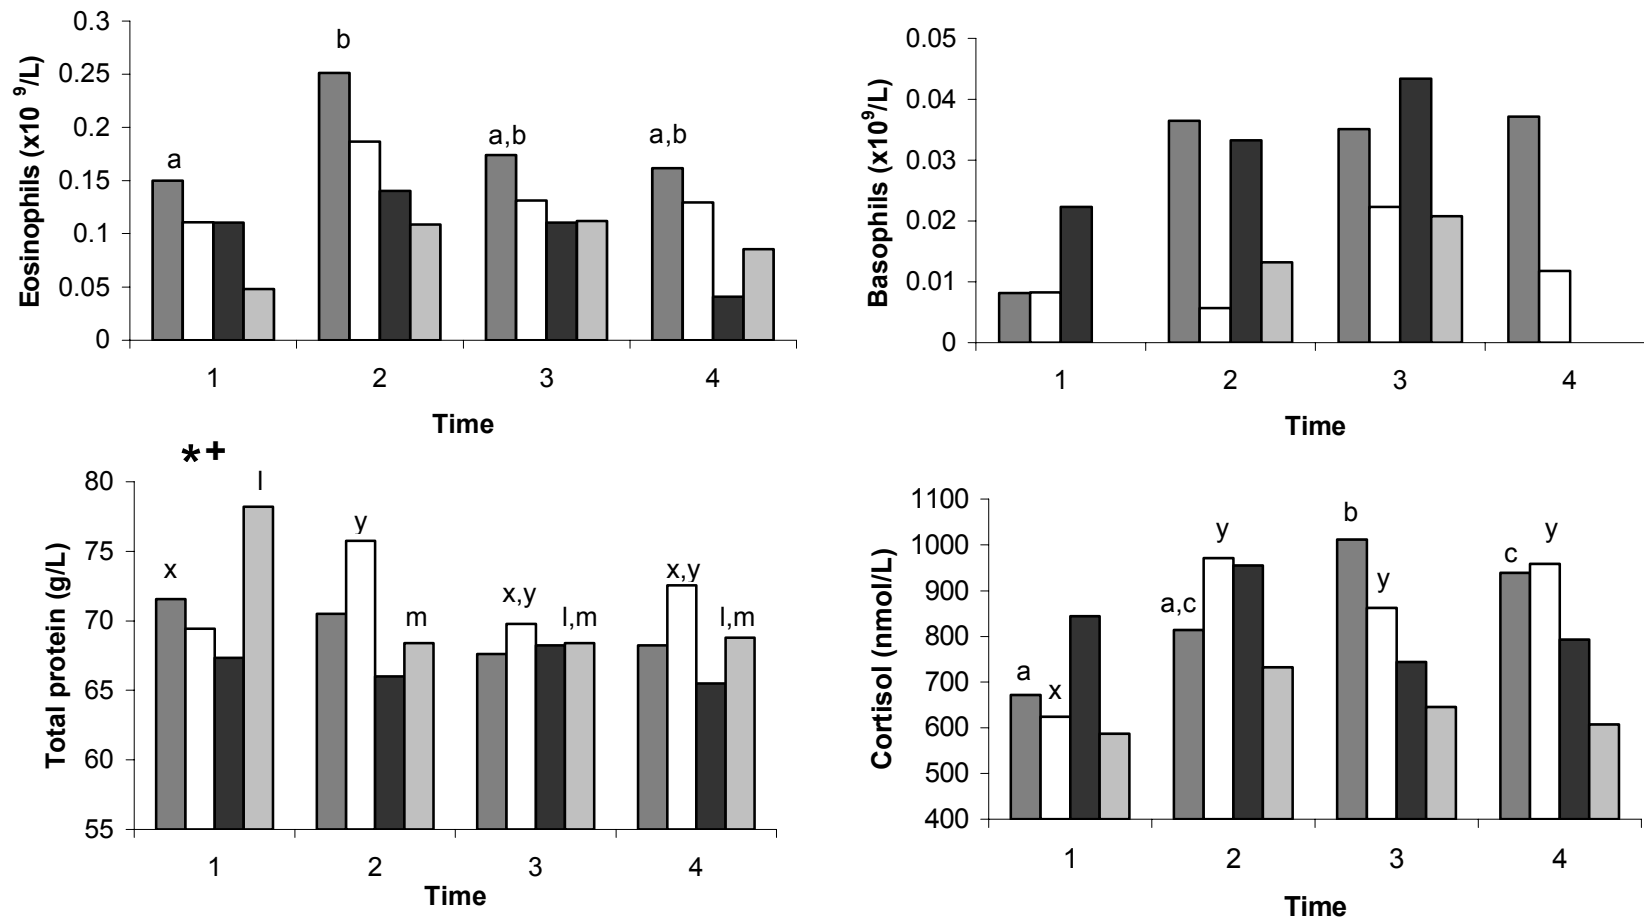 Eosinophils (x10 9/L)
0.3
0.25
0.2
0.15
0.1
0.05
0
a
b
a,b
a,b
1 2 3 4
Time
Basophils (x10⁹/L)
0.05
0.04
0.03
0.02
0.01
0
1 2 3 4
Time
*+
Total protein (g/L)
80
75
70
65
60
55
x
l
y
m
x,y
l,m
x,y
l,m
1 2 3 4
Time
Cortisol (nmol/L)
1100
1000
900
800
700
600
500
400
a
x
a,c
y
b
y
c
y
1 2 3 4
Time